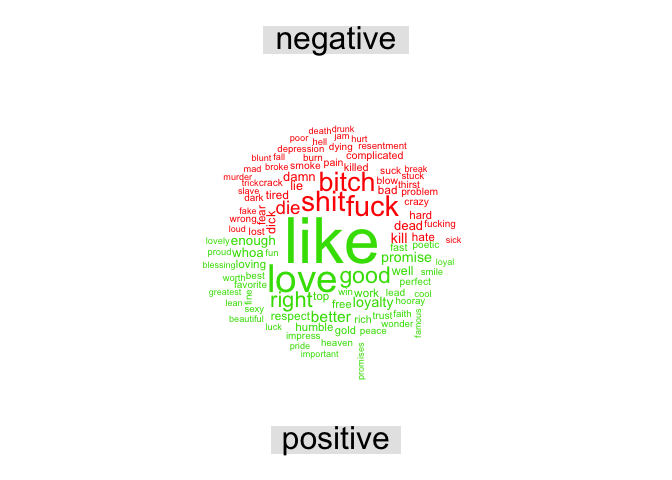 negative
death drunk
poor jam hurt
hell
depression dying resentment
blunt fall burn complicated
mad broke smoke pain killed suck break
murder damn bitch blow stuck
trick crack lie bad thirst
slave tired shit fuck problem
dark die crazy
fake fear dick hard
wrong dead fucking
loud lost like kill hate sick
lovely enough fast poetic
proud whoa fun promise loyal
blessing loving love good well smile
worth best perfect
favorite right top win work lead cool
greatest fine free loyalty hooray
lean sexy respect better rich trust faith famous
beautiful humble gold peace wonder
luck impress
pride heaven
important promises
positive